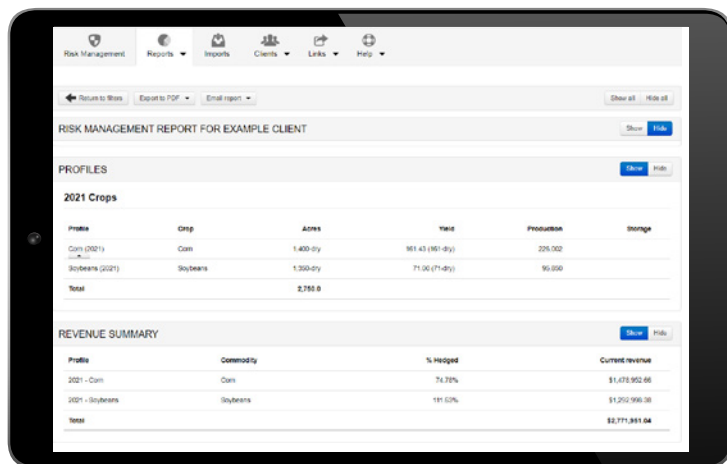 Risk Management Reports Imports Clients Links Help
Return to filters Export to PDF Email report Show all Hide all
RISK MANAGEMENT REPORT FOR EXAMPLE CLIENT Show Hide
PROFILES Show Hide
2021 Crops
Profile Crop Acres Yield Production Storage
Corn (2021) Corn 1,400-dry 161.43 (161-dry) 226,002
Soybeans (2021) Soybeans 1,350-dry 71.00 (71-dry) 95,850
Total 2,750.0
REVENUE SUMMARY Show Hide
Profile Commodity % Hedged Current revenue
2021 - Corn Corn 74.78% $1,478,952.66
2021 - Soybeans Soybeans 111.63% $1,292,998.38
Total $2,771,951.04